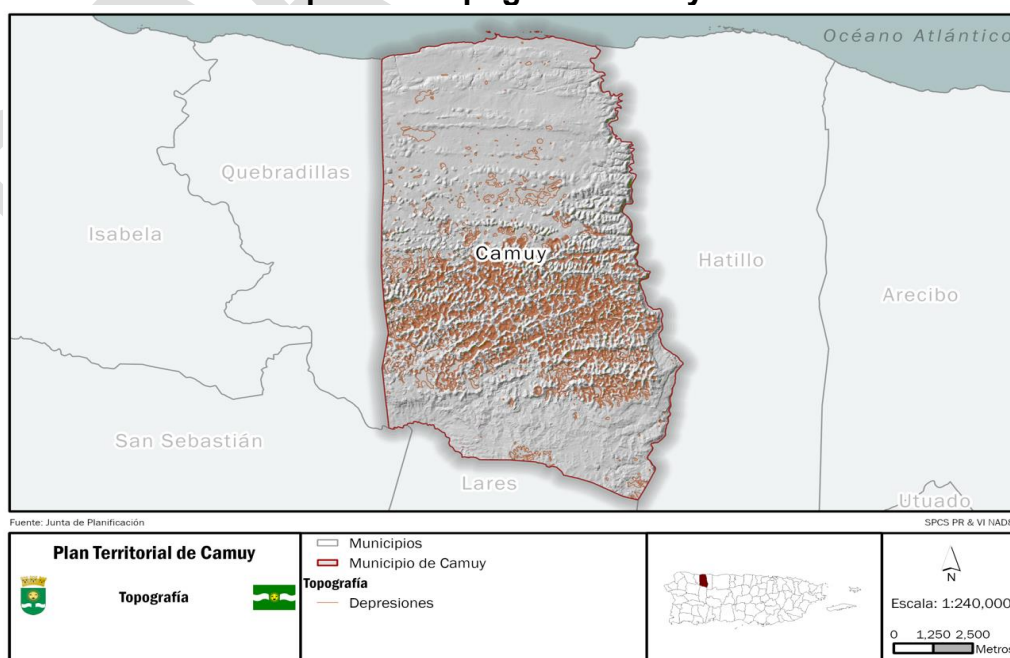 Océano Atlántico
Quebradillas
Isabela
Camuy
Hatillo
Arecibo
San Sebastián
Lares
Utuado
Fuente: Junta de Planificación
SPCS PR & VI NAD8
Plan Territorial de Camuy
Topografía
Municipios
Municipio de Camuy
Topografía
Depresiones
N
Escala: 1:240,000
0 1,250 2,500
Metros